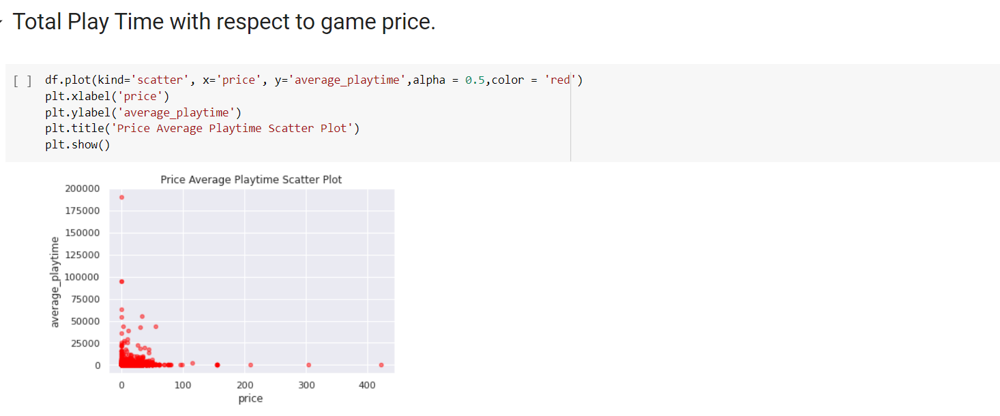 Total Play Time with respect to game price.
[ ] df.plot(kind='scatter', x='price', y='average_playtime',alpha = 0.5,color = 'red')
plt.xlabel('price')
plt.ylabel('average_playtime')
plt.title('Price Average Playtime Scatter Plot')
plt.show()
Price Average Playtime Scatter Plot
200000
175000
150000
125000
100000
75000
50000
25000
0
average_playtime
0 100 200 300 400
price